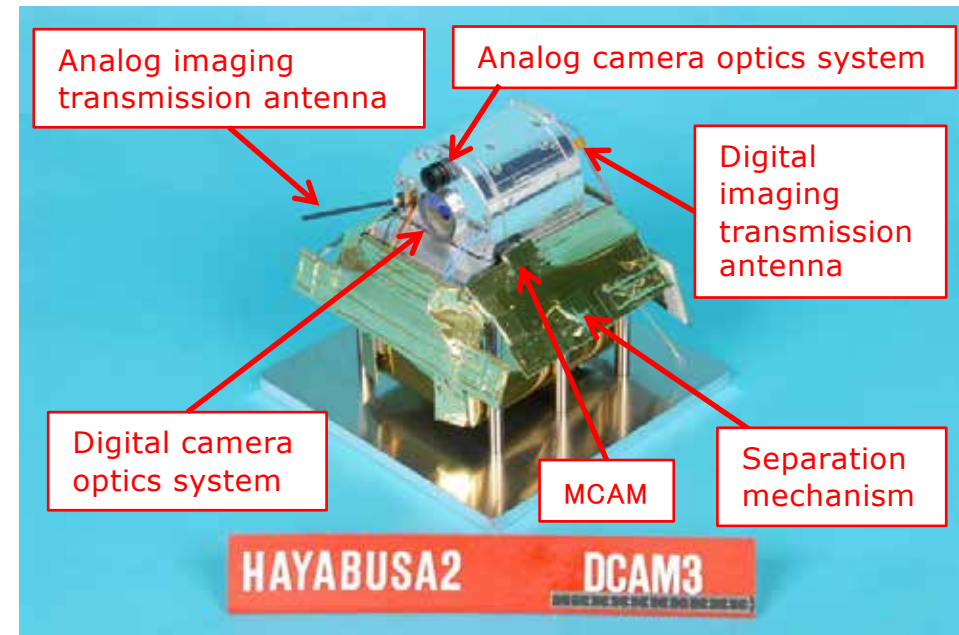 Analog imaging
transmission antenna
Analog camera optics system
Digital
imaging
transmission
antenna
Digital camera
optics system
MCAM
Separation
mechanism
HAYABUSA2 DCAM3